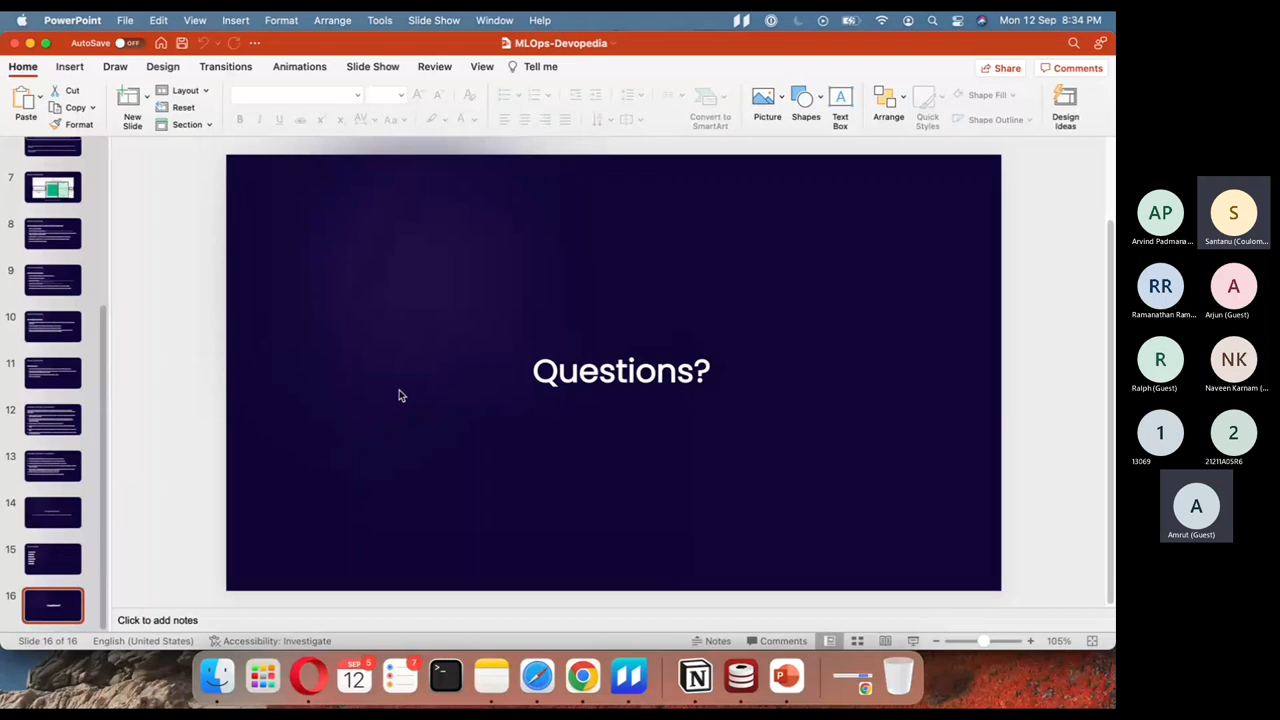 PowerPoint File Edit View Insert Format Arrange Tools Slide Show Window Help Mon 12 Sep 8:34 PM
AutoSave OFF MLOps-Devopedia
Home Insert Draw Design Transitions Animations Slide Show Review View Tell me Share Comments
Paste Cut Copy Format
New Slide Layout Reset Section
Convert to SmartArt
Picture Shapes Text Box
Arrange Quick Styles Shape Fill Shape Outline
Design Ideas
7
8
9
10
11
12
13
14
15
16
Questions?
Click to add notes
Slide 16 of 16 English (United States) Accessibility: Investigate Notes Comments 105%
SEP 5
12
7
AP S
Arvind Padmana... Santanu (Coulom...
RR A
Ramanathan Ram... Arjun (Guest)
R NK
Ralph (Guest) Naveen Karnam (...
1 2
13069 21211A05R6
A
Amrut (Guest)